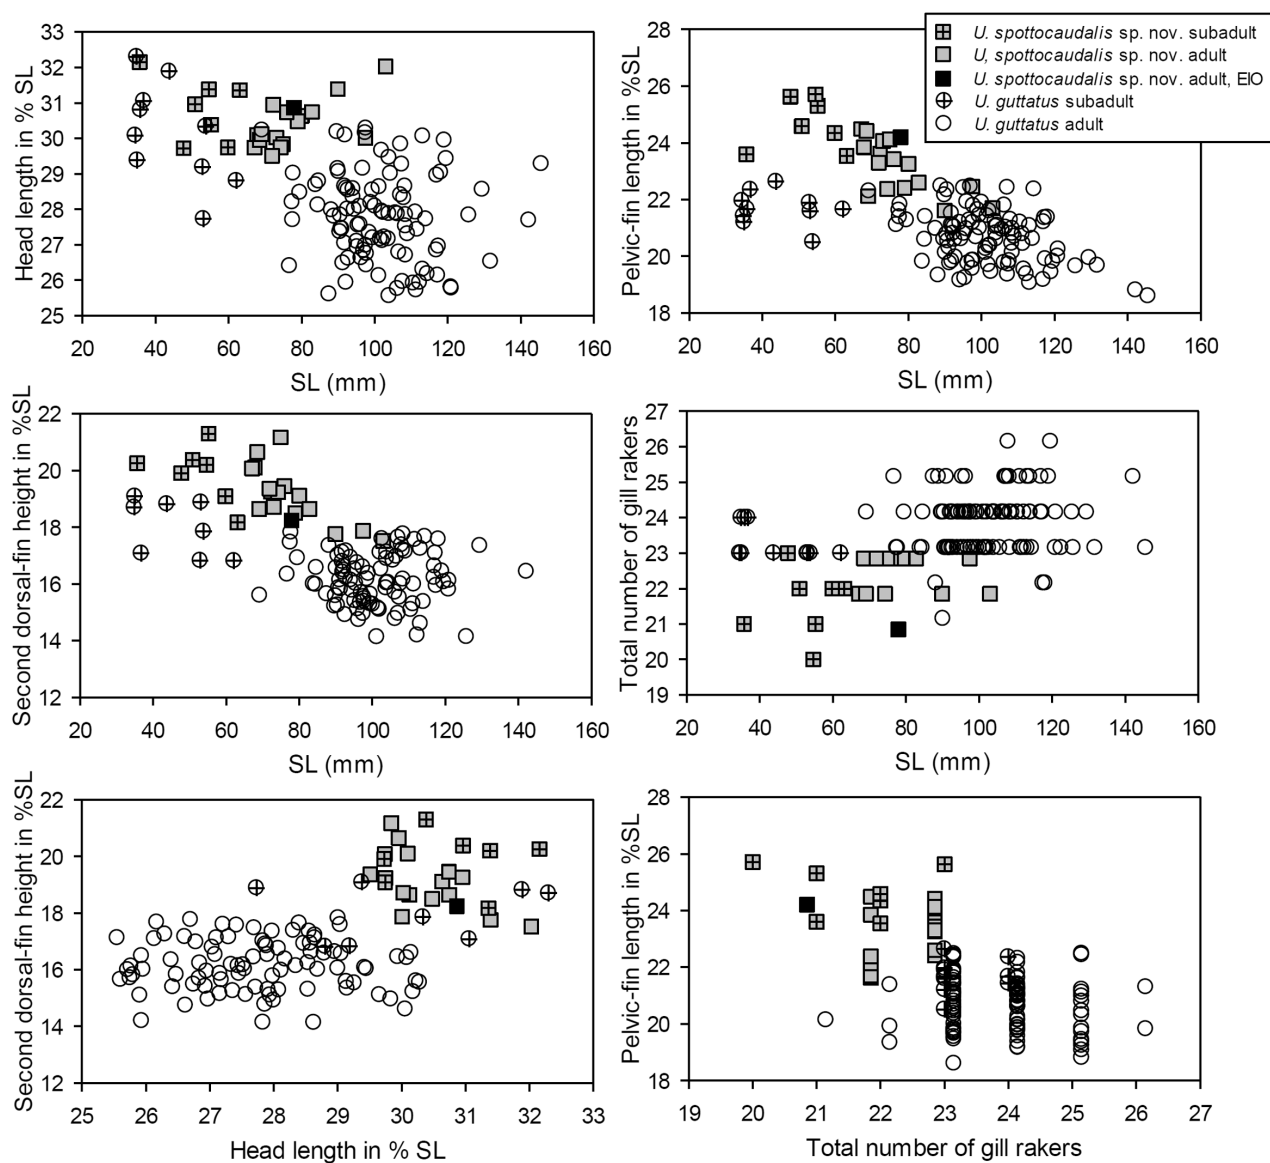 U. spottocaudalis sp. nov. subadult
U, spottocaudalis sp. nov. adult
U. spottocaudalis sp. nov. adult, EIO
U. guttatus subadult
U. guttatus adult
33
32
31
30
29
28
27
26
25
Head length in % SL
20 40 60 80 100 120 140 160
SL (mm)
28
26
24
22
20
18
Pelvic-fin length in %SL
20 40 60 80 100 120 140 160
SL (mm)
22
20
18
16
14
12
Second dorsal-fin height in %SL
20 40 60 80 100 120 140 160
SL (mm)
27
26
25
24
23
22
21
20
19
Total number of gill rakers
20 40 60 80 100 120 140 160
SL (mm)
22
20
18
16
14
12
Second dorsal-fin height in %SL
25 26 27 28 29 30 31 32 33
Head length in % SL
28
26
24
22
20
18
Pelvic-fin length in %SL
19 20 21 22 23 24 25 26 27
Total number of gill rakers